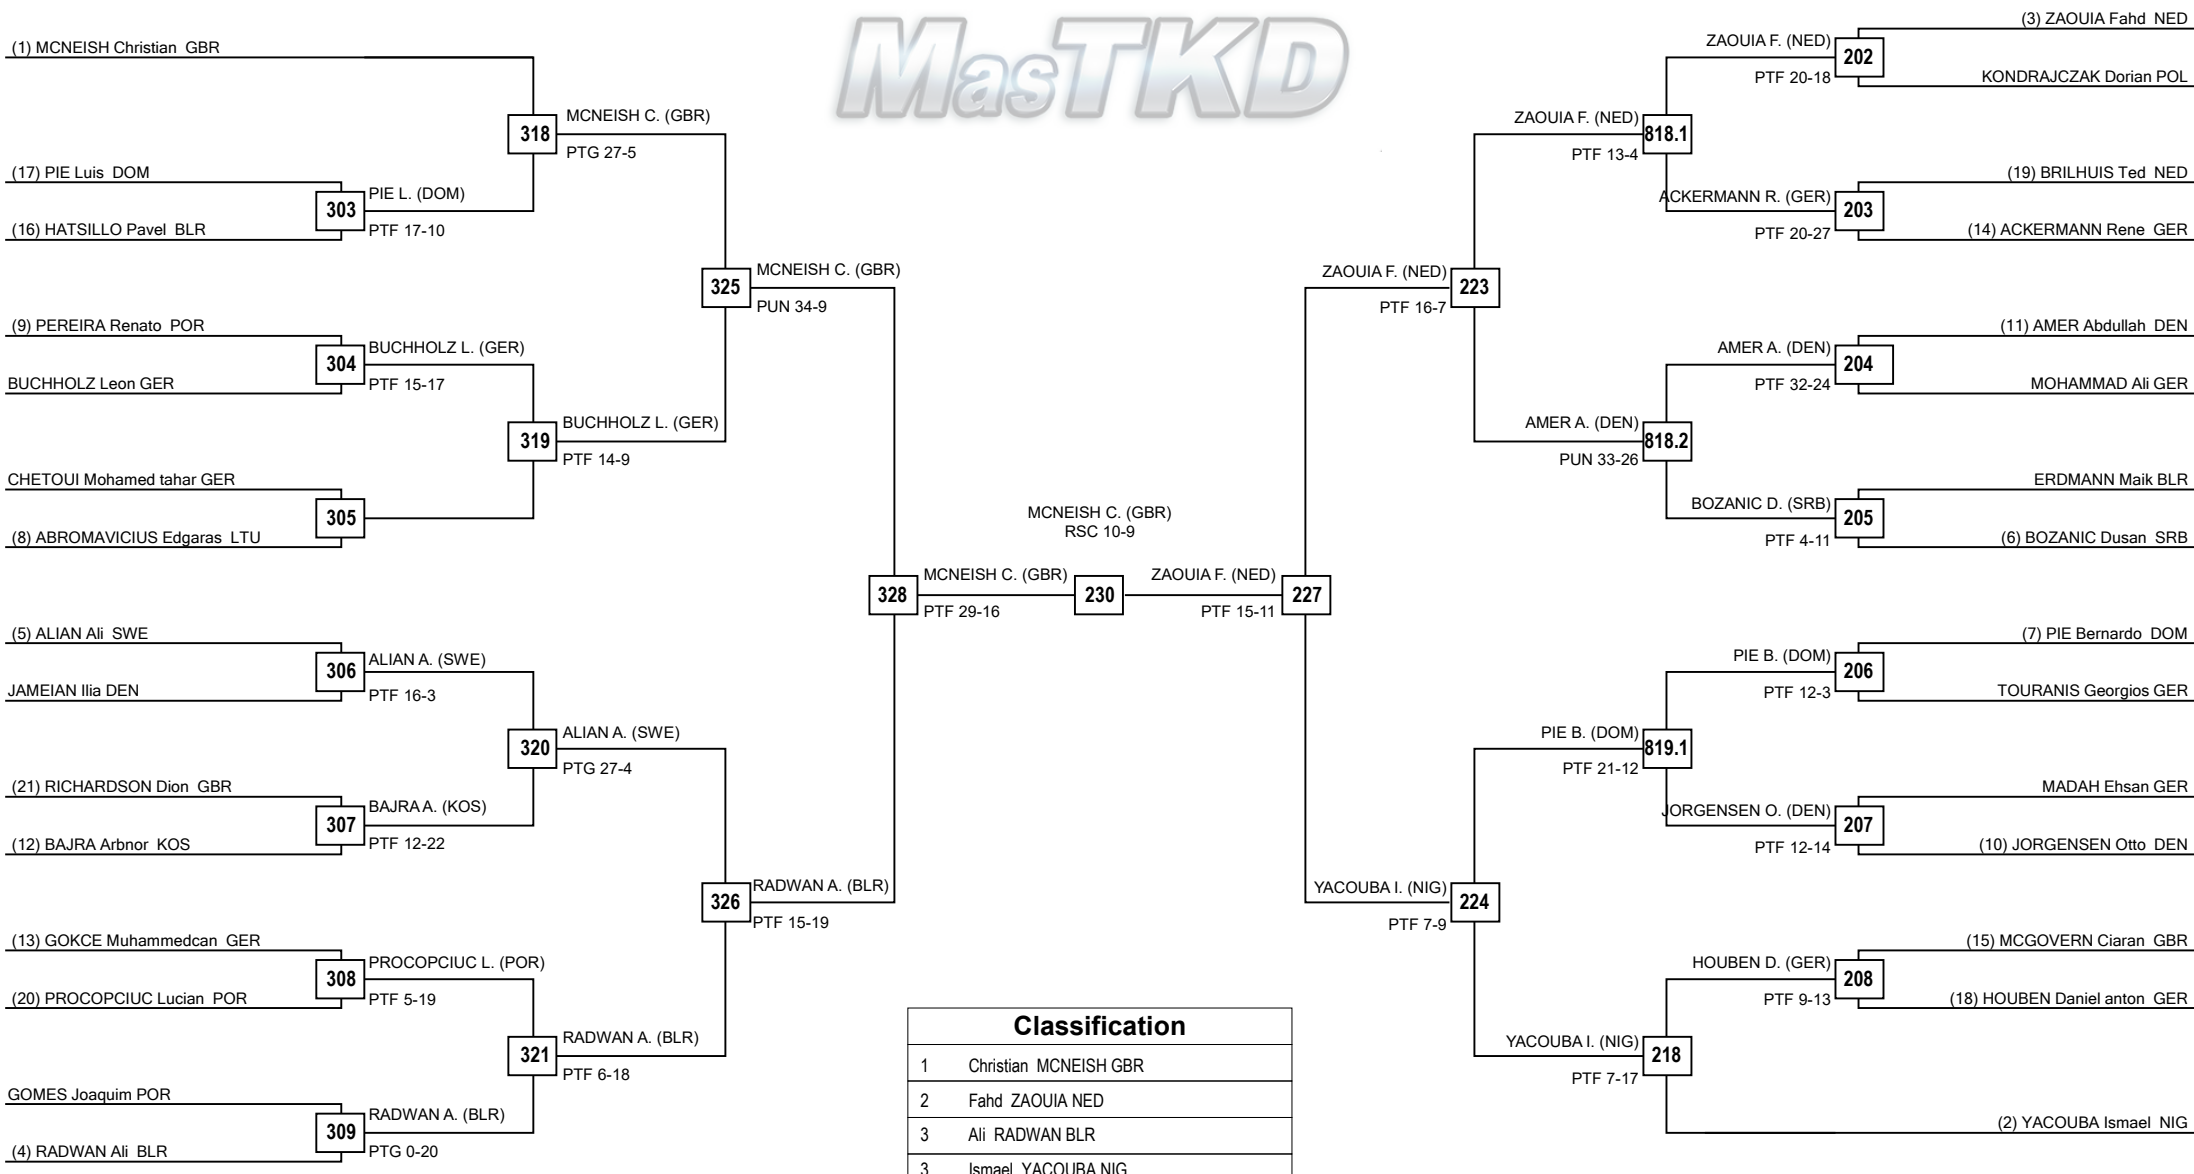 MasTKD
(1) MCNEISH Christian  GBR
318
MCNEISH C. (GBR)
PTG 27-5
(17) PIE Luis  DOM
303
PIE L. (DOM)
PTF 17-10
(16) HATSILLO Pavel  BLR
325
MCNEISH C. (GBR)
PUN 34-9
(9) PEREIRA Renato  POR
304
BUCHHOLZ L. (GER)
PTF 15-17
BUCHHOLZ Leon GER
319
BUCHHOLZ L. (GER)
PTF 14-9
CHETOUI Mohamed tahar GER
305
(8) ABROMAVICIUS Edgaras  LTU
328
MCNEISH C. (GBR)
PTF 29-16
(5) ALIAN Ali  SWE
306
ALIAN A. (SWE)
PTF 16-3
JAMEIAN Ilia DEN
320
ALIAN A. (SWE)
PTG 27-4
(21) RICHARDSON Dion  GBR
307
BAJRA A. (KOS)
PTF 12-22
(12) BAJRA Arbnor  KOS
326
RADWAN A. (BLR)
PTF 15-19
(13) GOKCE Muhammedcan  GER
308
PROCOPCIUC L. (POR)
PTF 5-19
(20) PROCOPCIUC Lucian  POR
321
RADWAN A. (BLR)
PTF 6-18
GOMES Joaquim POR
309
RADWAN A. (BLR)
PTG 0-20
(4) RADWAN Ali  BLR
MCNEISH C. (GBR)
RSC 10-9
230
ZAOUIA F. (NED)
PTF 15-11
227
(3) ZAOUIA Fahd  NED
ZAOUIA F. (NED)
202
PTF 20-18
KONDRAJCZAK Dorian POL
ZAOUIA F. (NED)
818.1
PTF 13-4
(19) BRILHUIS Ted  NED
ACKERMANN R. (GER)
203
PTF 20-27
(14) ACKERMANN Rene  GER
ZAOUIA F. (NED)
223
PTF 16-7
(11) AMER Abdullah  DEN
AMER A. (DEN)
204
PTF 32-24
MOHAMMAD Ali GER
AMER A. (DEN)
818.2
PUN 33-26
ERDMANN Maik BLR
BOZANIC D. (SRB)
205
PTF 4-11
(6) BOZANIC Dusan  SRB
(7) PIE Bernardo  DOM
PIE B. (DOM)
206
PTF 12-3
TOURANIS Georgios GER
PIE B. (DOM)
819.1
PTF 21-12
MADAH Ehsan GER
JORGENSEN O. (DEN)
207
PTF 12-14
(10) JORGENSEN Otto  DEN
YACOUBA I. (NIG)
224
PTF 7-9
(15) MCGOVERN Ciaran  GBR
HOUBEN D. (GER)
208
PTF 9-13
(18) HOUBEN Daniel anton  GER
YACOUBA I. (NIG)
218
PTF 7-17
(2) YACOUBA Ismael  NIG
Classification
1 Christian  MCNEISH GBR
2 Fahd  ZAOUIA NED
3 Ali  RADWAN BLR
3 Ismael  YACOUBA NIG